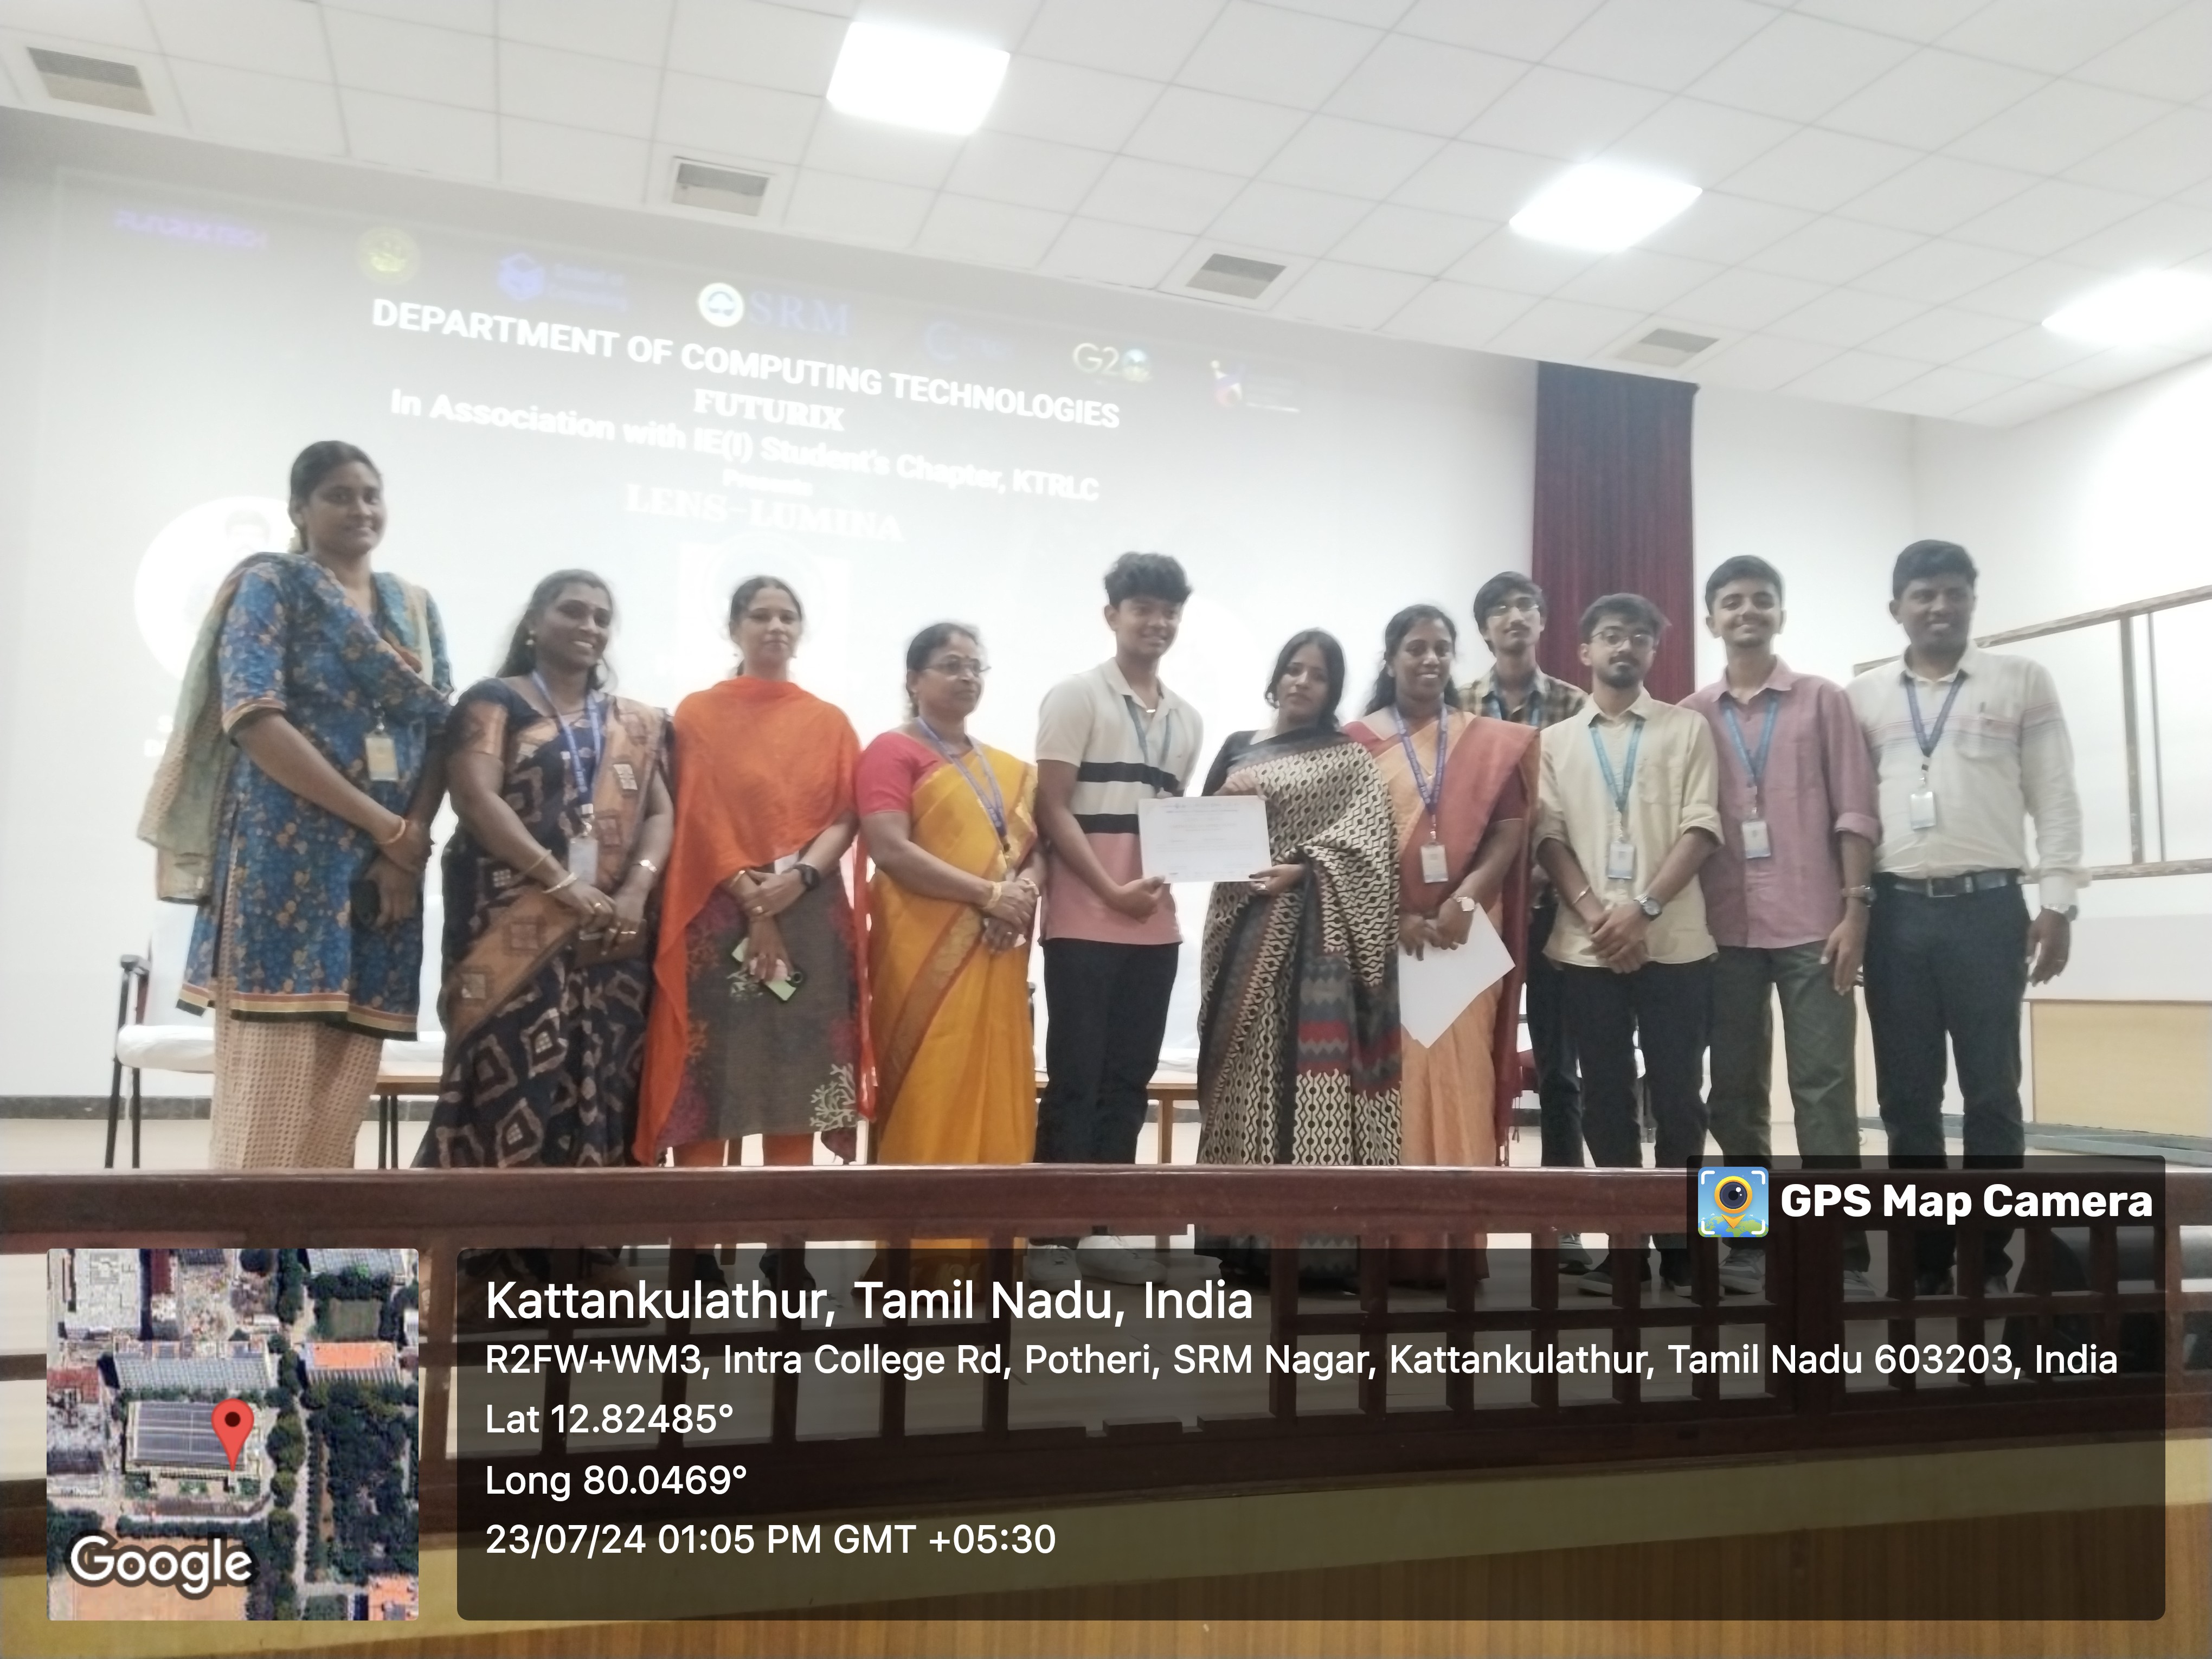 SRM
G20
DEPARTMENT OF COMPUTING TECHNOLOGIES
FUTURIX
In Association with IE(I) Student's Chapter, KTRLC
Presents
LENS-LUMINA
GPS Map Camera
Kattankulathur, Tamil Nadu, India
R2FW+WM3, Intra College Rd, Potheri, SRM Nagar, Kattankulathur, Tamil Nadu 603203, India
Lat 12.82485°
Long 80.0469°
23/07/24 01:05 PM GMT +05:30
Google